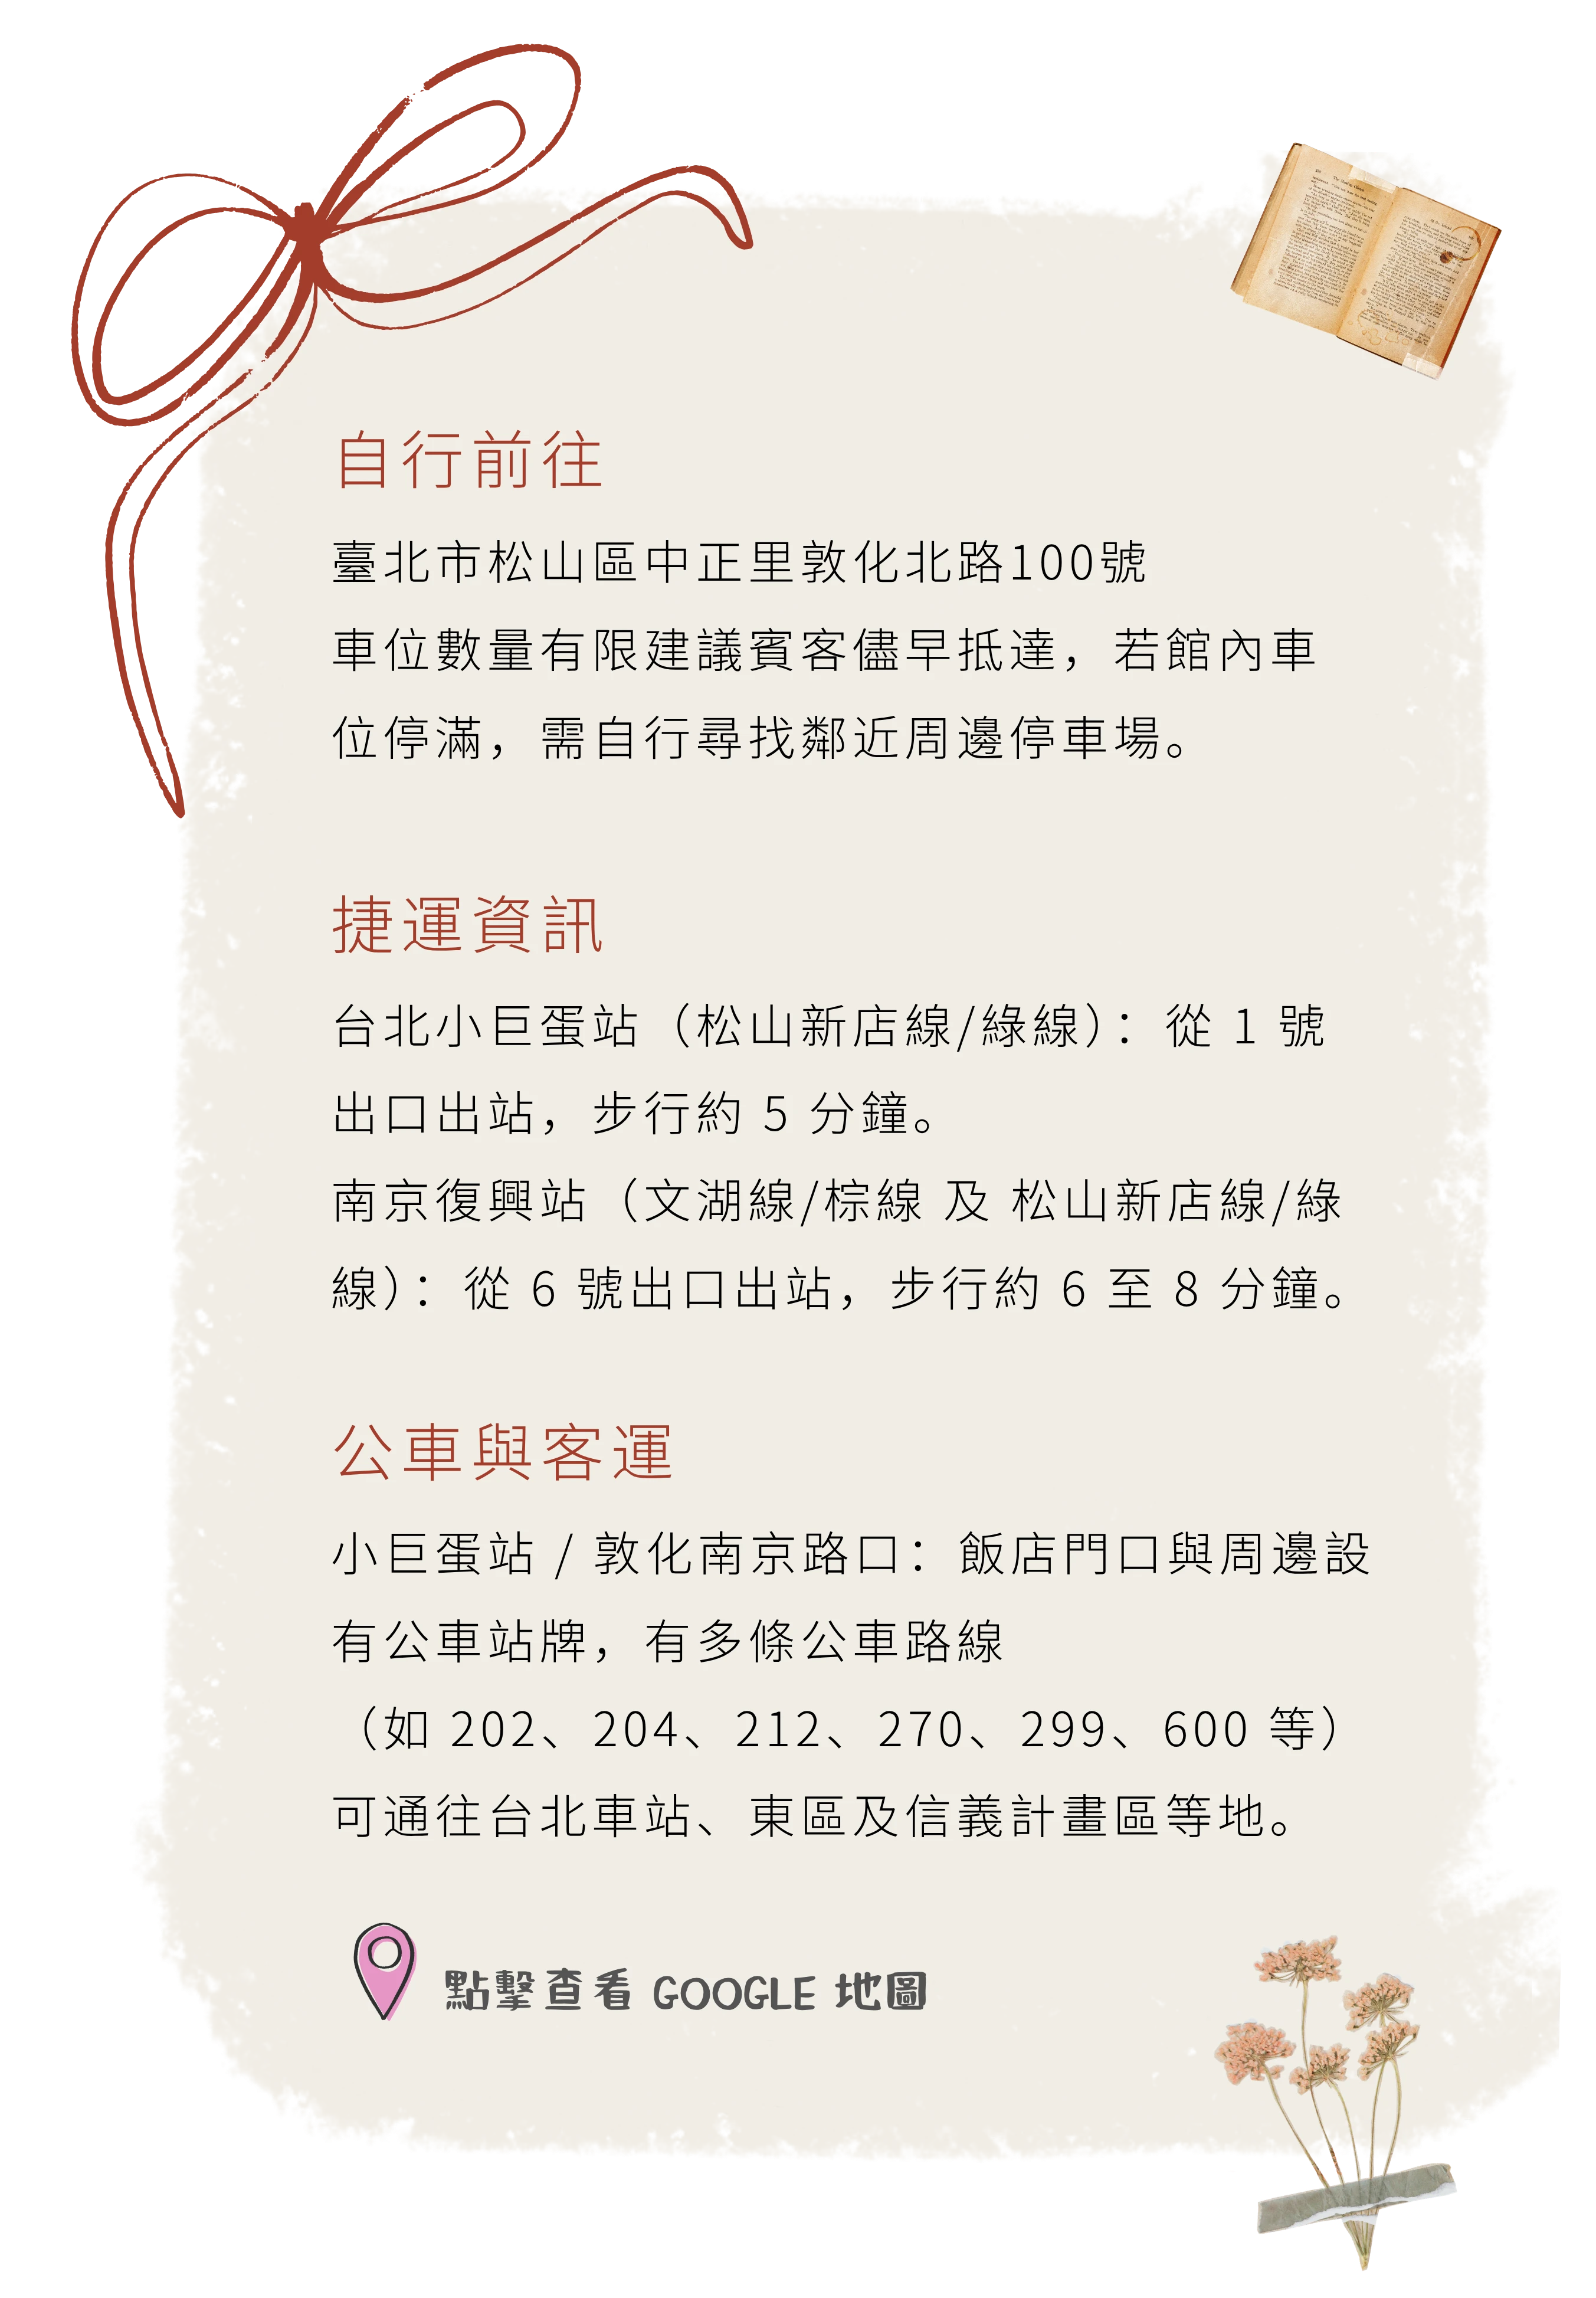 自行前往
臺北市松山區中正里敦化北路100號
車位數量有限建議賓客儘早抵達，若館內車
位停滿，需自行尋找鄰近周邊停車場。
捷運資訊
台北小巨蛋站（松山新店線/綠線）：從 1 號
出口出站，步行約 5 分鐘。
南京復興站（文湖線/棕線 及 松山新店線/綠
線）：從 6 號出口出站，步行約 6 至 8 分鐘。
公車與客運
小巨蛋站 / 敦化南京路口：飯店門口與周邊設
有公車站牌，有多條公車路線
（如 202、204、212、270、299、600 等）
可通往台北車站、東區及信義計畫區等地。
點擊查看 GOOGLE 地圖